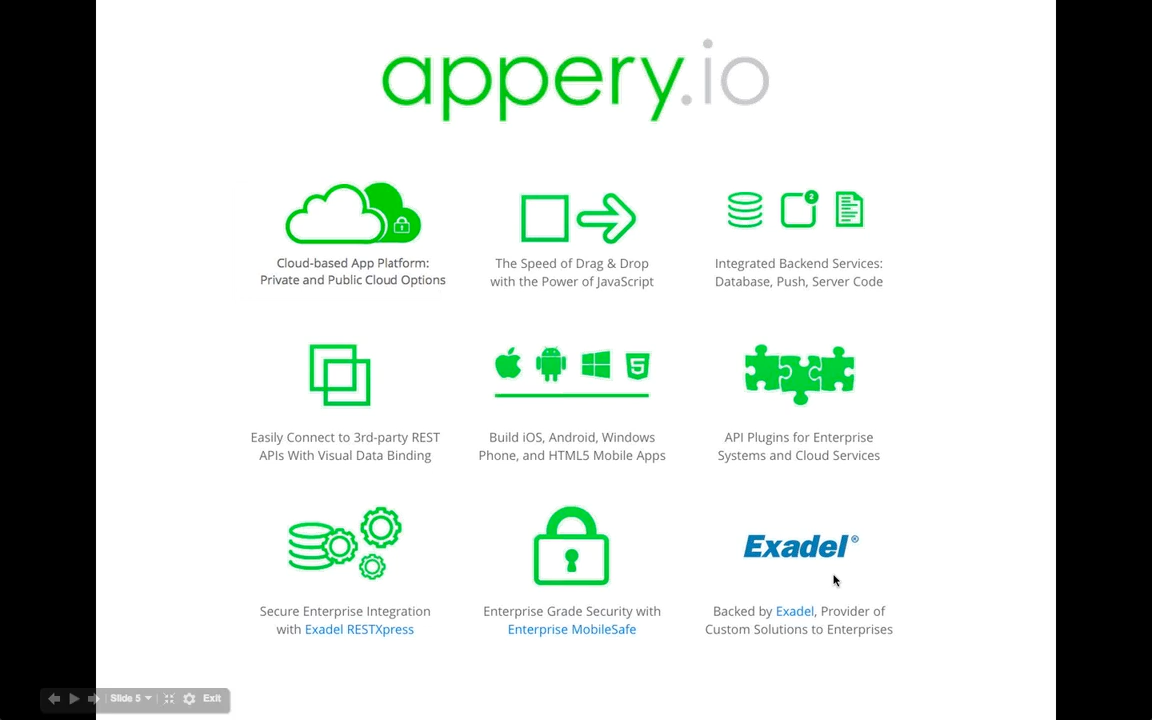 appery.io
Cloud-based App Platform:
Private and Public Cloud Options
The Speed of Drag & Drop
with the Power of JavaScript
2
Integrated Backend Services:
Database, Push, Server Code
Easily Connect to 3rd-party REST
APIs With Visual Data Binding
5
Build iOS, Android, Windows
Phone, and HTML5 Mobile Apps
API Plugins for Enterprise
Systems and Cloud Services
Secure Enterprise Integration
with Exadel RESTXpress
Enterprise Grade Security with
Enterprise MobileSafe
Exadel®
Backed by Exadel, Provider of
Custom Solutions to Enterprises
Slide 5 Exit